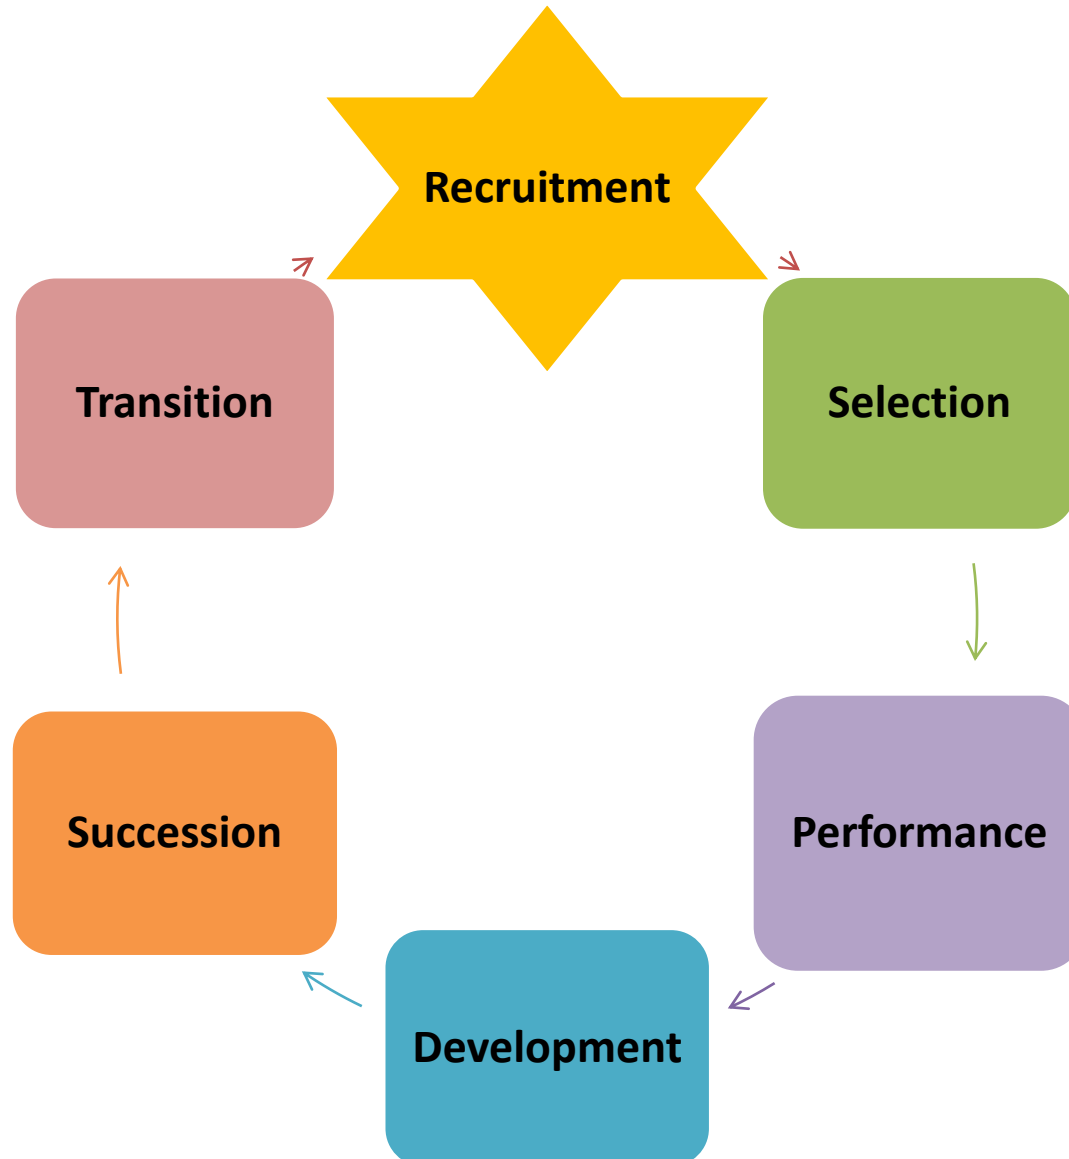 Recruitment
Selection
Performance
Development
Succession
Transition